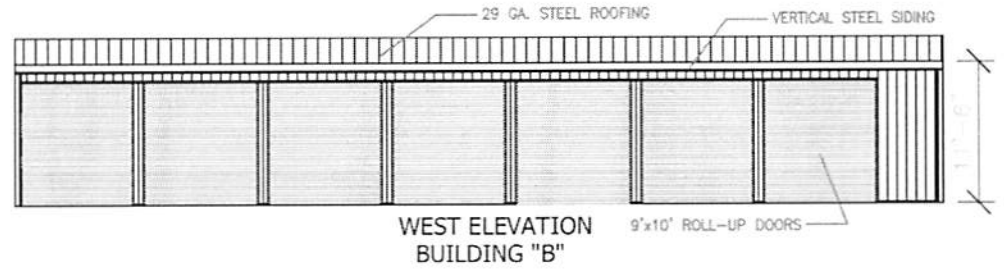 29 GA. STEEL ROOFING
VERTICAL STEEL SIDING
11'-6"
WEST ELEVATION
9'x10' ROLL-UP DOORS
BUILDING "B"